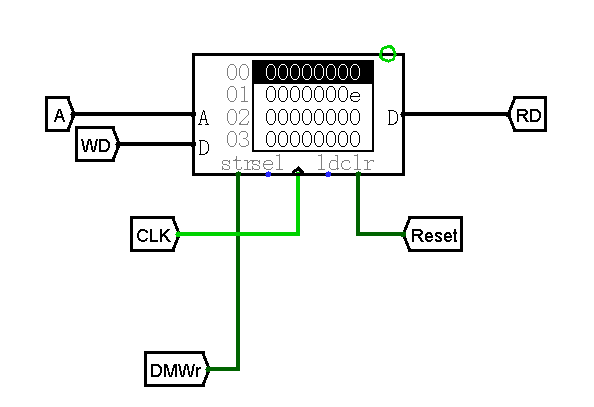 00 00000000
01 0000000e
A 02 00000000 D RD
A
WD D 03 00000000
str sel ld clr
CLK Reset
DMWr